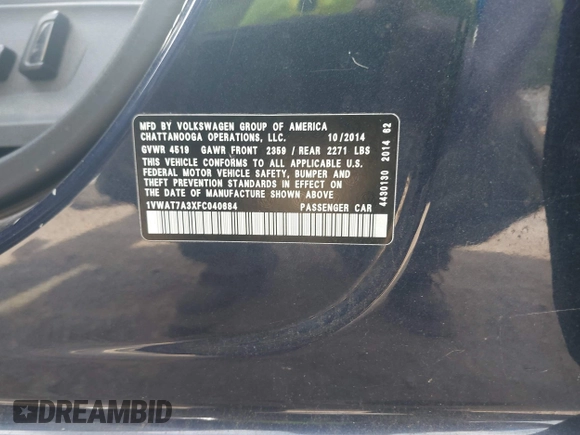 MFD BY VOLKSWAGEN GROUP OF AMERICA
CHATTANOOGA OPERATIONS, LLC. 10/2014
GVWR 4519 GAWR FRONT 2359 / REAR 2271 LBS
THIS VEHICLE CONFORMS TO ALL APPLICABLE U.S.
FEDERAL MOTOR VEHICLE SAFETY, BUMPER AND
THEFT PREVENTION STANDARDS IN EFFECT ON
THE DATE OF MANUFACTURE SHOWN ABOVE
1VWAT7A3XFC040684 PASSENGER CAR
4430130 2014 62
DREAMBID